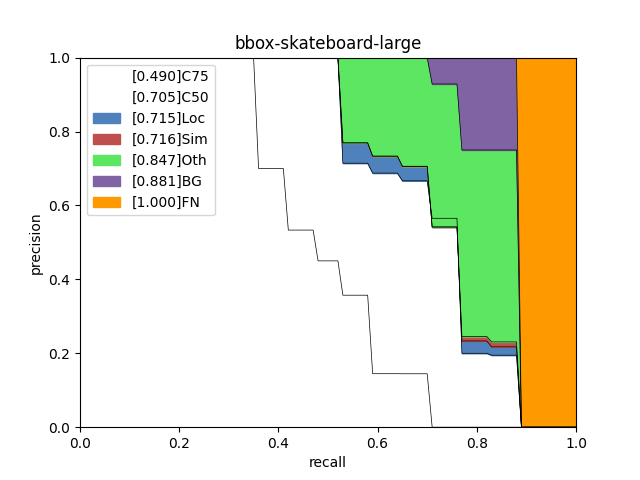 bbox-skateboard-large
1.0
0.8
0.6
0.4
0.2
0.0
precision
[0.490]C75
[0.705]C50
[0.715]Loc
[0.716]Sim
[0.847]Oth
[0.881]BG
[1.000]FN
0.0 0.2 0.4 0.6 0.8 1.0
recall